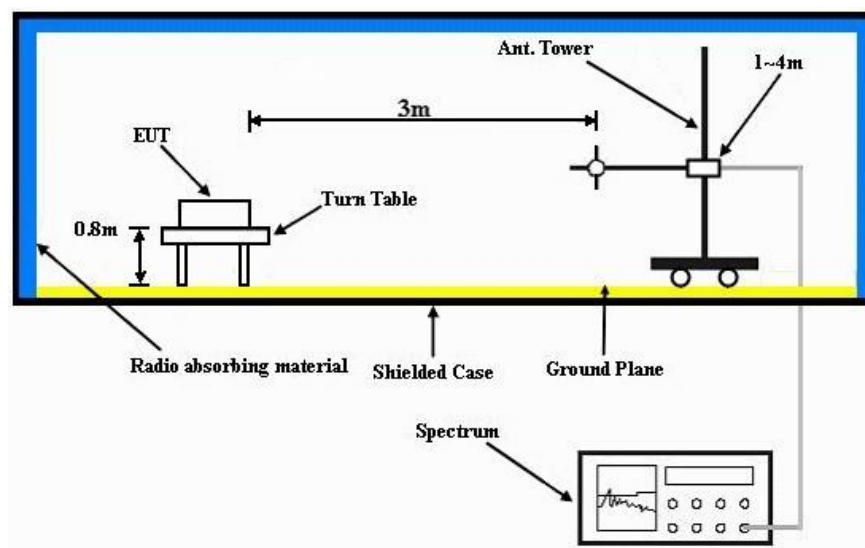 Ant. Tower
1~4m
3m
EUT
Turn Table
0.8m
Radio absorbing material
Shielded Case
Ground Plane
Spectrum